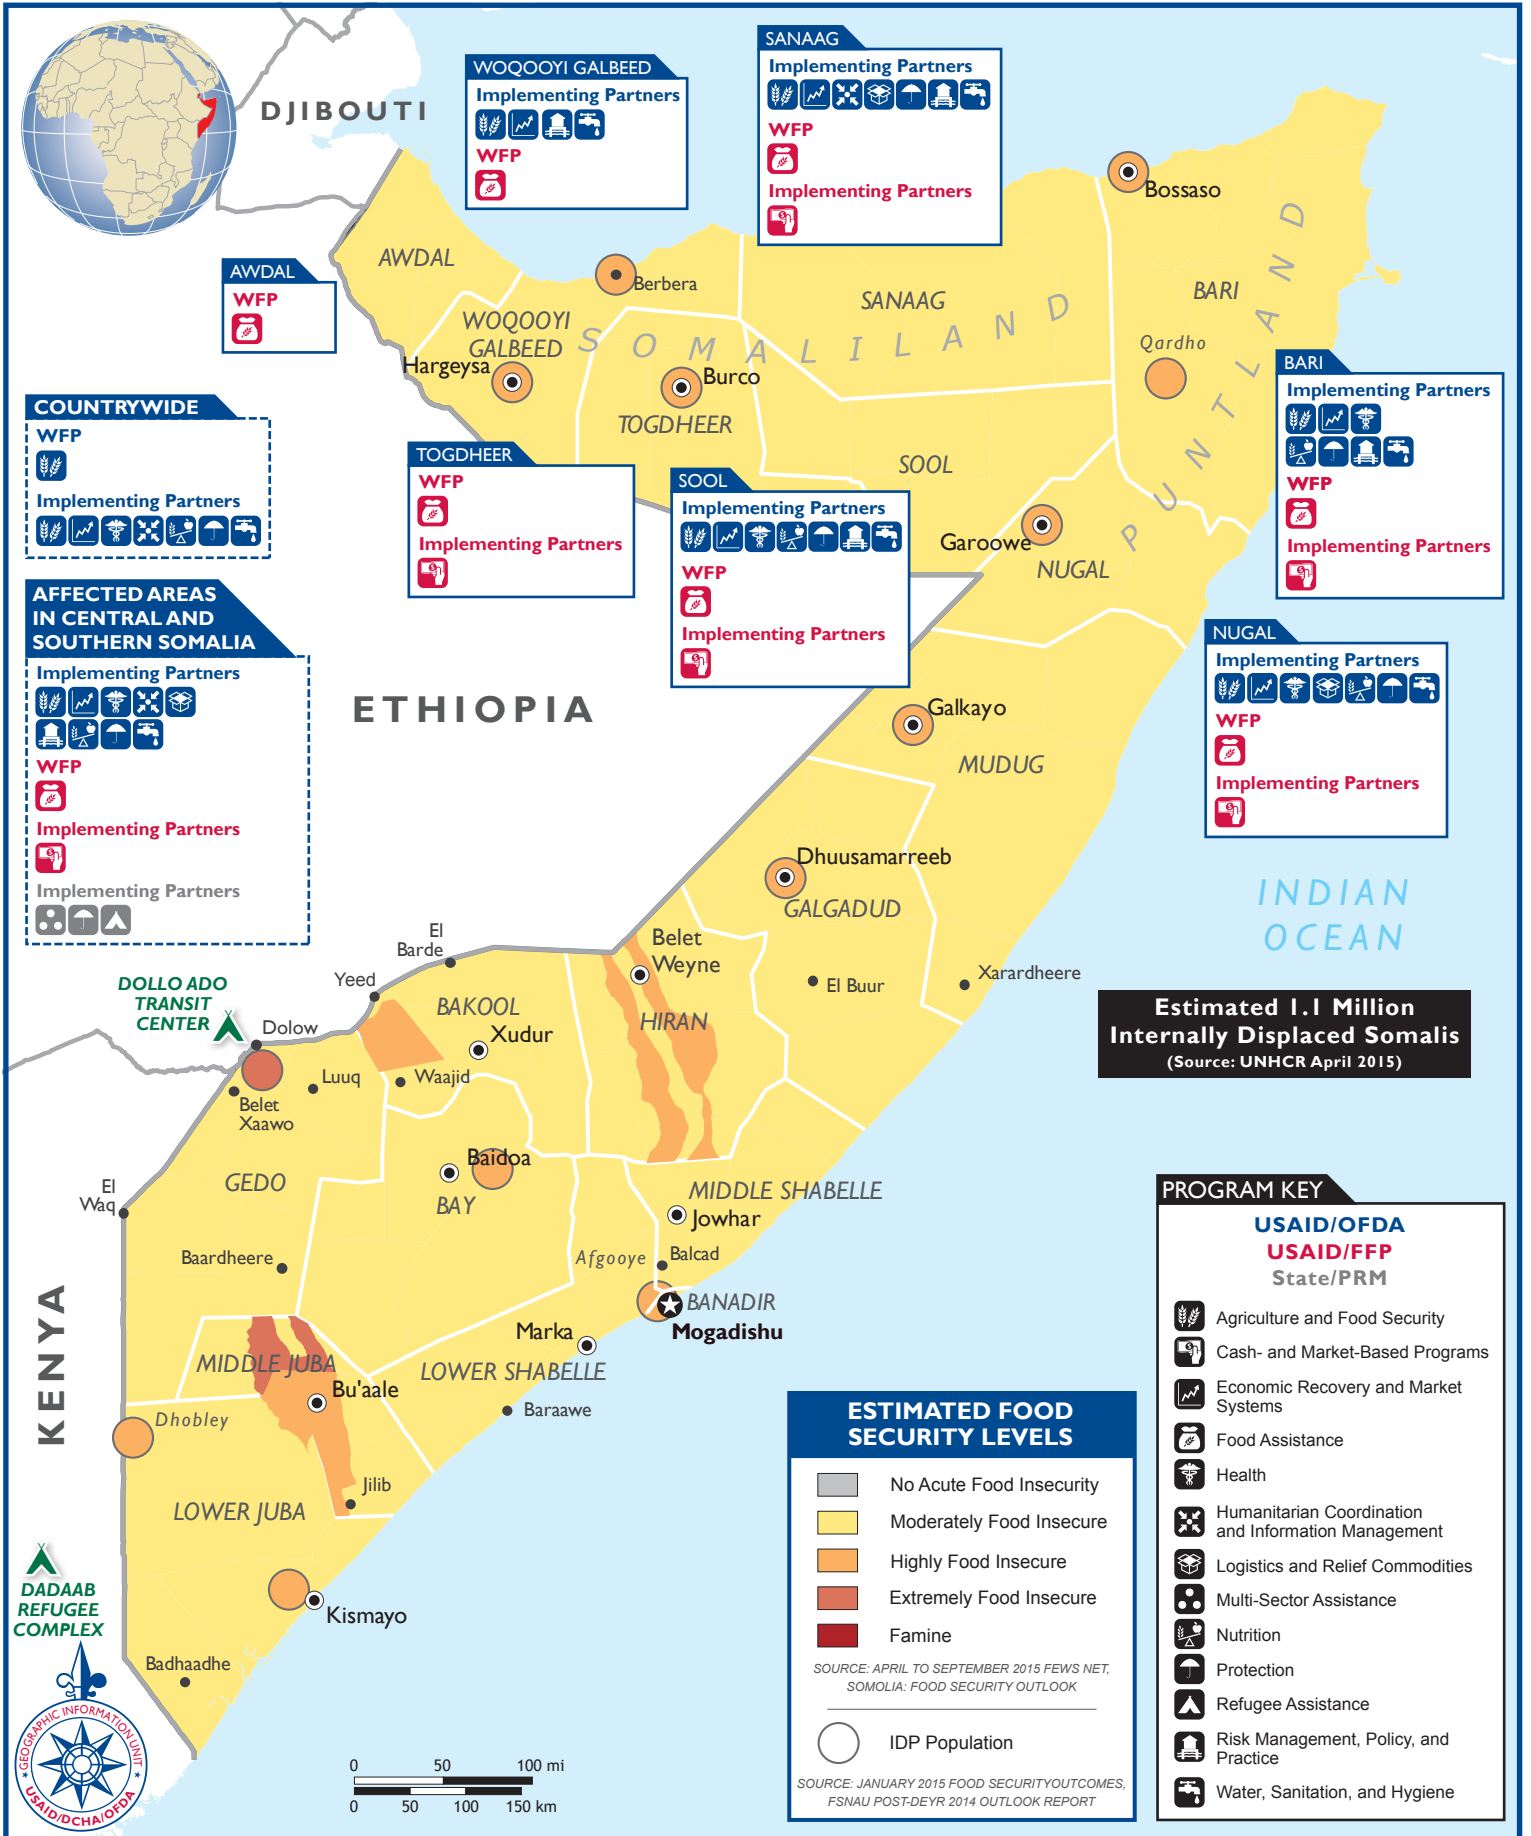 DJIBOUTI
WOQOOYI GALBEED
Implementing Partners
WFP
SANAAG
Implementing Partners
WFP
Implementing Partners
AWDAL
WFP
COUNTRYWIDE
WFP
Implementing Partners
AFFECTED AREAS
IN CENTRAL AND
SOUTHERN SOMALIA
Implementing Partners
WFP
Implementing Partners
Implementing Partners
TOGDHEER
WFP
Implementing Partners
SOOL
Implementing Partners
WFP
Implementing Partners
BARI
Implementing Partners
WFP
Implementing Partners
NUGAL
Implementing Partners
WFP
Implementing Partners
AWDAL
Berbera
WOQOOYI
GALBEED
Hargeysa
SOMALILAND
SANAAG
Bossaso
BARI
Qardho
PUNTLAND
Burco
TOGDHEER
SOOL
Garoowe
NUGAL
ETHIOPIA
Galkayo
MUDUG
Dhuusamarreeb
GALGADUD
INDIAN
OCEAN
El
Barde
Belet
Weyne
Yeed
DOLLO ADO
TRANSIT
CENTER
Dolow
BAKOOL
Xudur
HIRAN
El Buur
Xarardheere
Estimated 1.1 Million
Internally Displaced Somalis
(Source: UNHCR April 2015)
Luuq
Waajid
Belet
Xaawo
GEDO
Baidoa
BAY
El
Waq
MIDDLE SHABELLE
Jowhar
Baardheere
Afgooye
Balcad
BANADIR
Mogadishu
KENYA
Marka
MIDDLE JUBA
LOWER SHABELLE
Bu'aale
Baraawe
Dhobley
Jilib
LOWER JUBA
DADAAB
REFUGEE
COMPLEX
Kismayo
Badhaadhe
GEOGRAPHIC INFORMATION UNIT
USAID/DCHA/OFDA
0 50 100 mi
0 50 100 150 km
ESTIMATED FOOD
SECURITY LEVELS
No Acute Food Insecurity
Moderately Food Insecure
Highly Food Insecure
Extremely Food Insecure
Famine
SOURCE: APRIL TO SEPTEMBER 2015 FEWS NET,
SOMOLIA: FOOD SECURITY OUTLOOK
IDP Population
SOURCE: JANUARY 2015 FOOD SECURITYOUTCOMES,
FSNAU POST-DEYR 2014 OUTLOOK REPORT
PROGRAM KEY
USAID/OFDA
USAID/FFP
State/PRM
Agriculture and Food Security
Cash- and Market-Based Programs
Economic Recovery and Market
Systems
Food Assistance
Health
Humanitarian Coordination
and Information Management
Logistics and Relief Commodities
Multi-Sector Assistance
Nutrition
Protection
Refugee Assistance
Risk Management, Policy, and
Practice
Water, Sanitation, and Hygiene